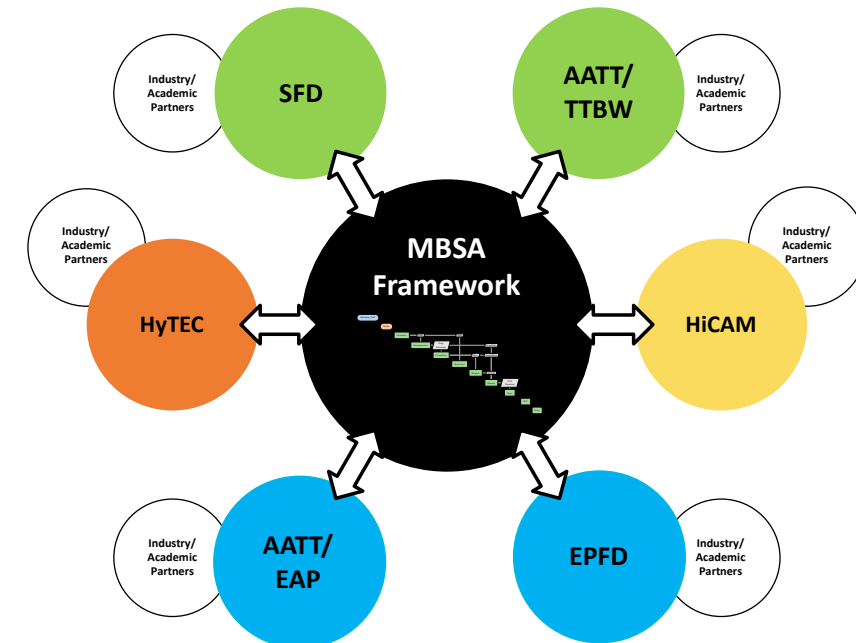 Industry/
Academic
Partners
SFD
AATT/
TTBW
Industry/
Academic
Partners
Industry/
Academic
Partners
HyTEC
MBSA
Framework
HiCAM
Industry/
Academic
Partners
Industry/
Academic
Partners
AATT/
EAP
EPFD
Industry/
Academic
Partners